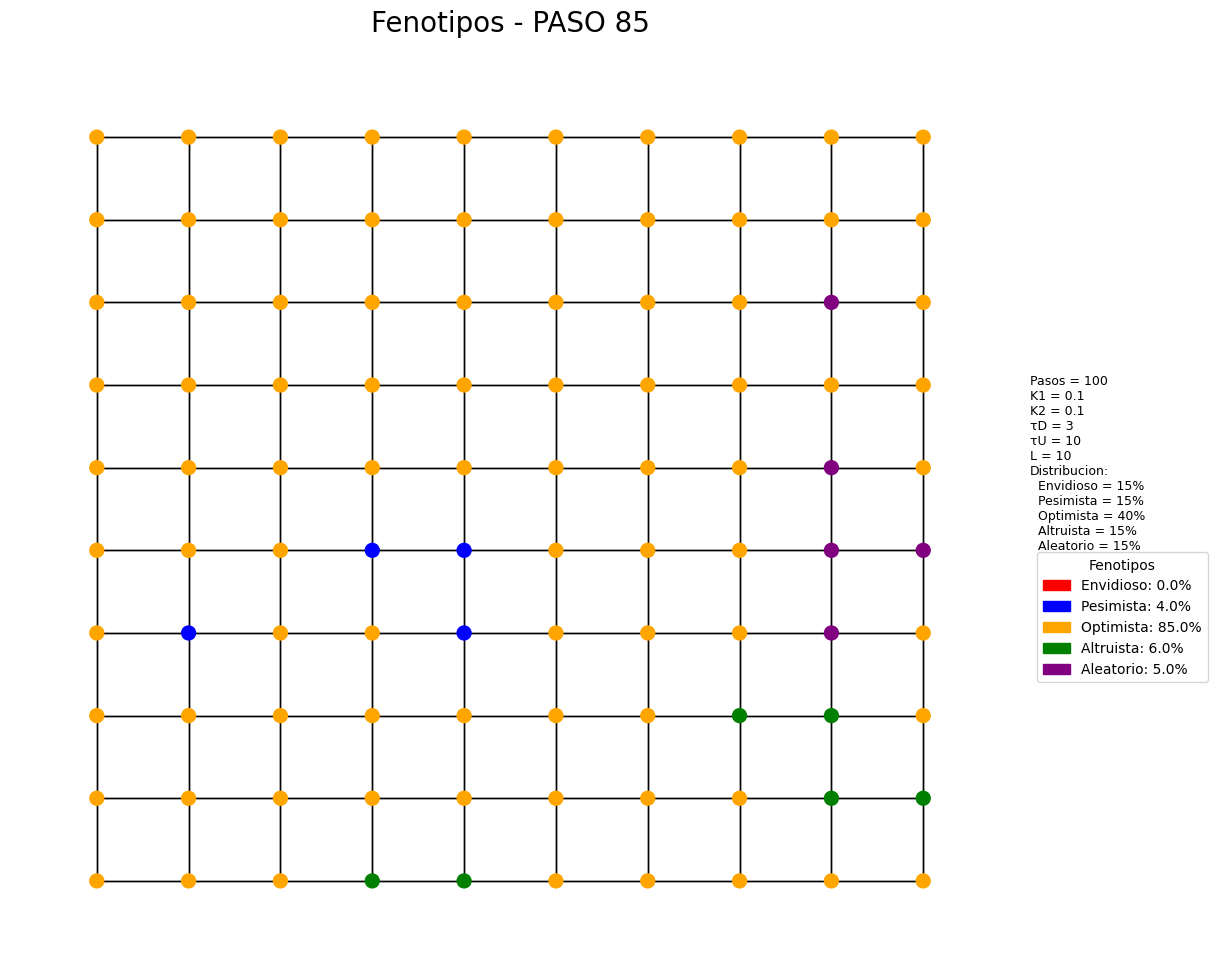 Fenotipos - PASO 85
Pasos = 100
K1 = 0.1
K2 = 0.1
τD = 3
τU = 10
L = 10
Distribucion:
Envidioso = 15%
Pesimista = 15%
Optimista = 40%
Altruista = 15%
Aleatorio = 15%
Fenotipos
Envidioso: 0.0%
Pesimista: 4.0%
Optimista: 85.0%
Altruista: 6.0%
Aleatorio: 5.0%